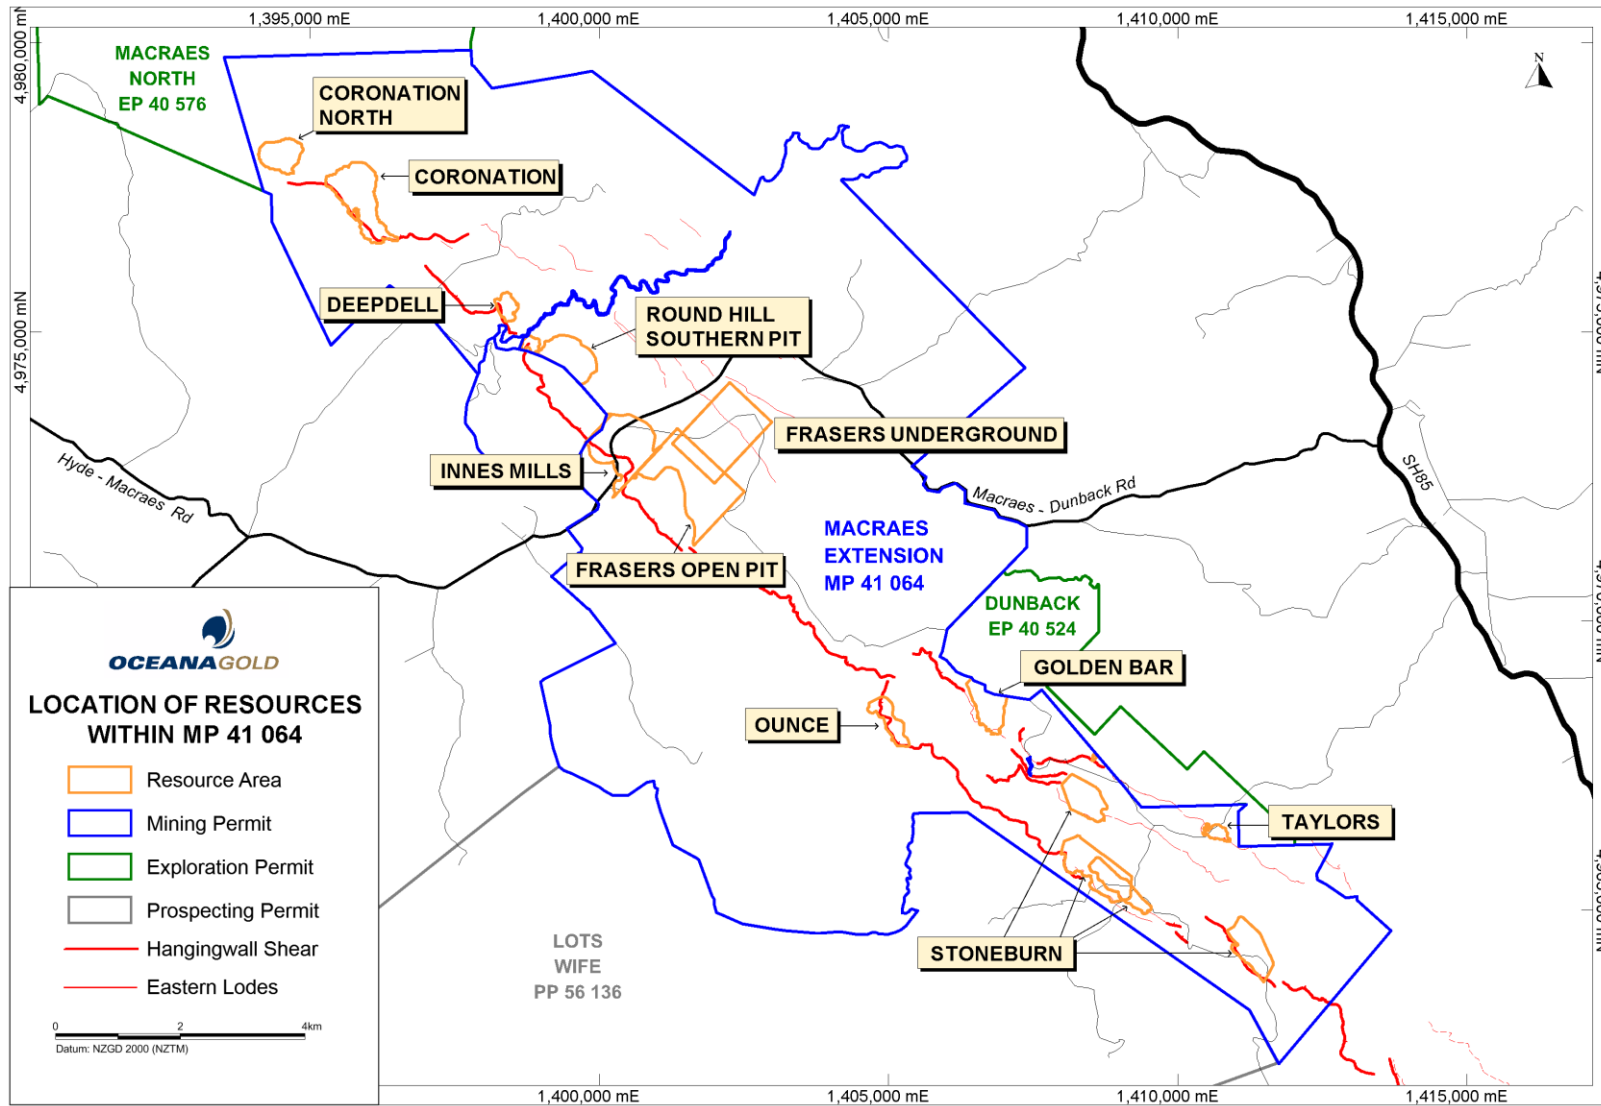 1,395,000 mE
1,400,000 mE
1,405,000 mE
1,410,000 mE
1,415,000 mE
4,980,000 mN
4,975,000 mN
N
MACRAES
NORTH
EP 40 576
CORONATION
NORTH
CORONATION
DEEPDELL
ROUND HILL
SOUTHERN PIT
FRASERS UNDERGROUND
INNES MILLS
FRASERS OPEN PIT
Hyde - Macraes Rd
Macraes - Dunback Rd
SH85
MACRAES
EXTENSION
MP 41 064
DUNBACK
EP 40 524
GOLDEN BAR
OUNCE
TAYLORS
STONEBURN
LOTS
WIFE
PP 56 136
OCEANAGOLD
LOCATION OF RESOURCES
WITHIN MP 41 064
Resource Area
Mining Permit
Exploration Permit
Prospecting Permit
Hangingwall Shear
Eastern Lodes
0 2 4km
Datum: NZGD 2000 (NZTM)
1,400,000 mE
1,405,000 mE
1,410,000 mE
1,415,000 mE